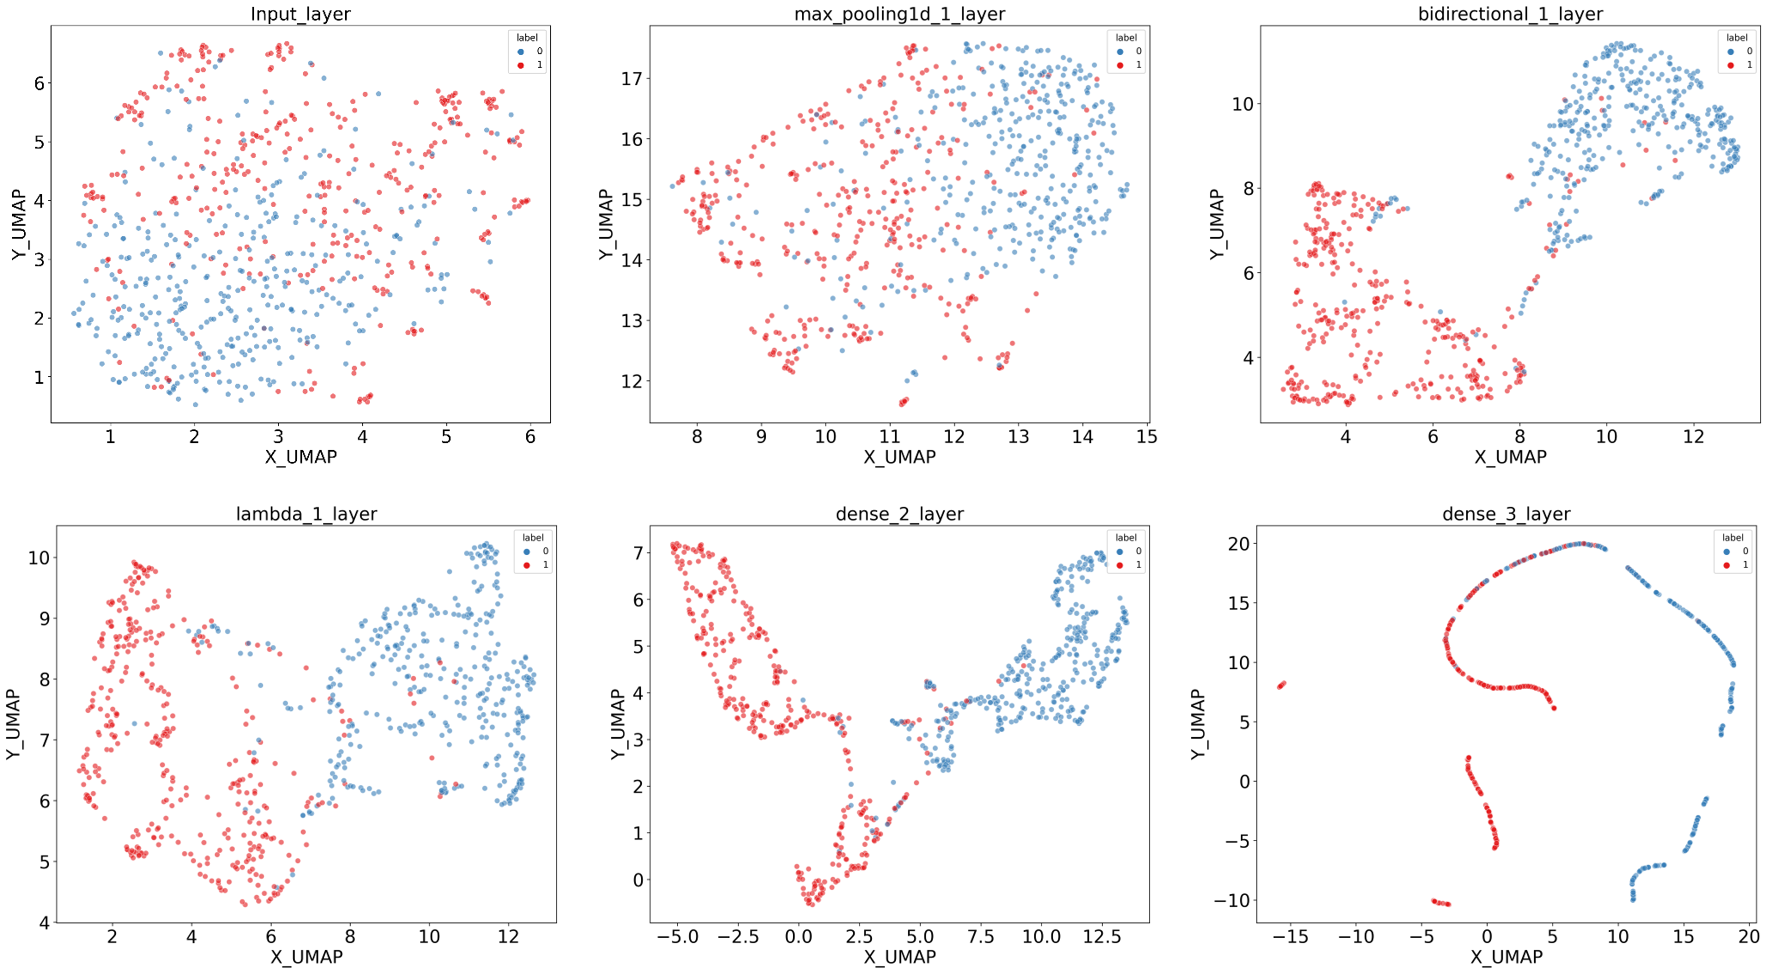 Input_layer
label
0
1
Y_UMAP
6
5
4
3
2
1
1 2 3 4 5 6
X_UMAP
max_pooling1d_1_layer
label
0
1
Y_UMAP
17
16
15
14
13
12
8 9 10 11 12 13 14 15
X_UMAP
bidirectional_1_layer
label
0
1
Y_UMAP
10
8
6
4
4 6 8 10 12
X_UMAP
lambda_1_layer
label
0
1
Y_UMAP
10
9
8
7
6
5
4
2 4 6 8 10 12
X_UMAP
dense_2_layer
label
0
1
Y_UMAP
7
6
5
4
3
2
1
0
−5.0 −2.5 0.0 2.5 5.0 7.5 10.0 12.5
X_UMAP
dense_3_layer
label
0
1
Y_UMAP
20
15
10
5
0
−5
−10
−15 −10 −5 0 5 10 15 20
X_UMAP